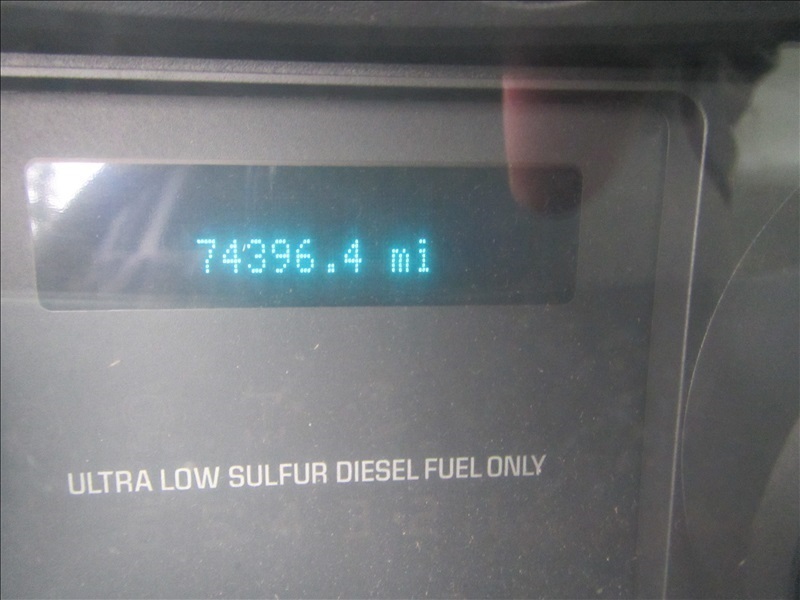 74396.4 mi
ULTRA LOW SULFUR DIESEL FUEL ONLY